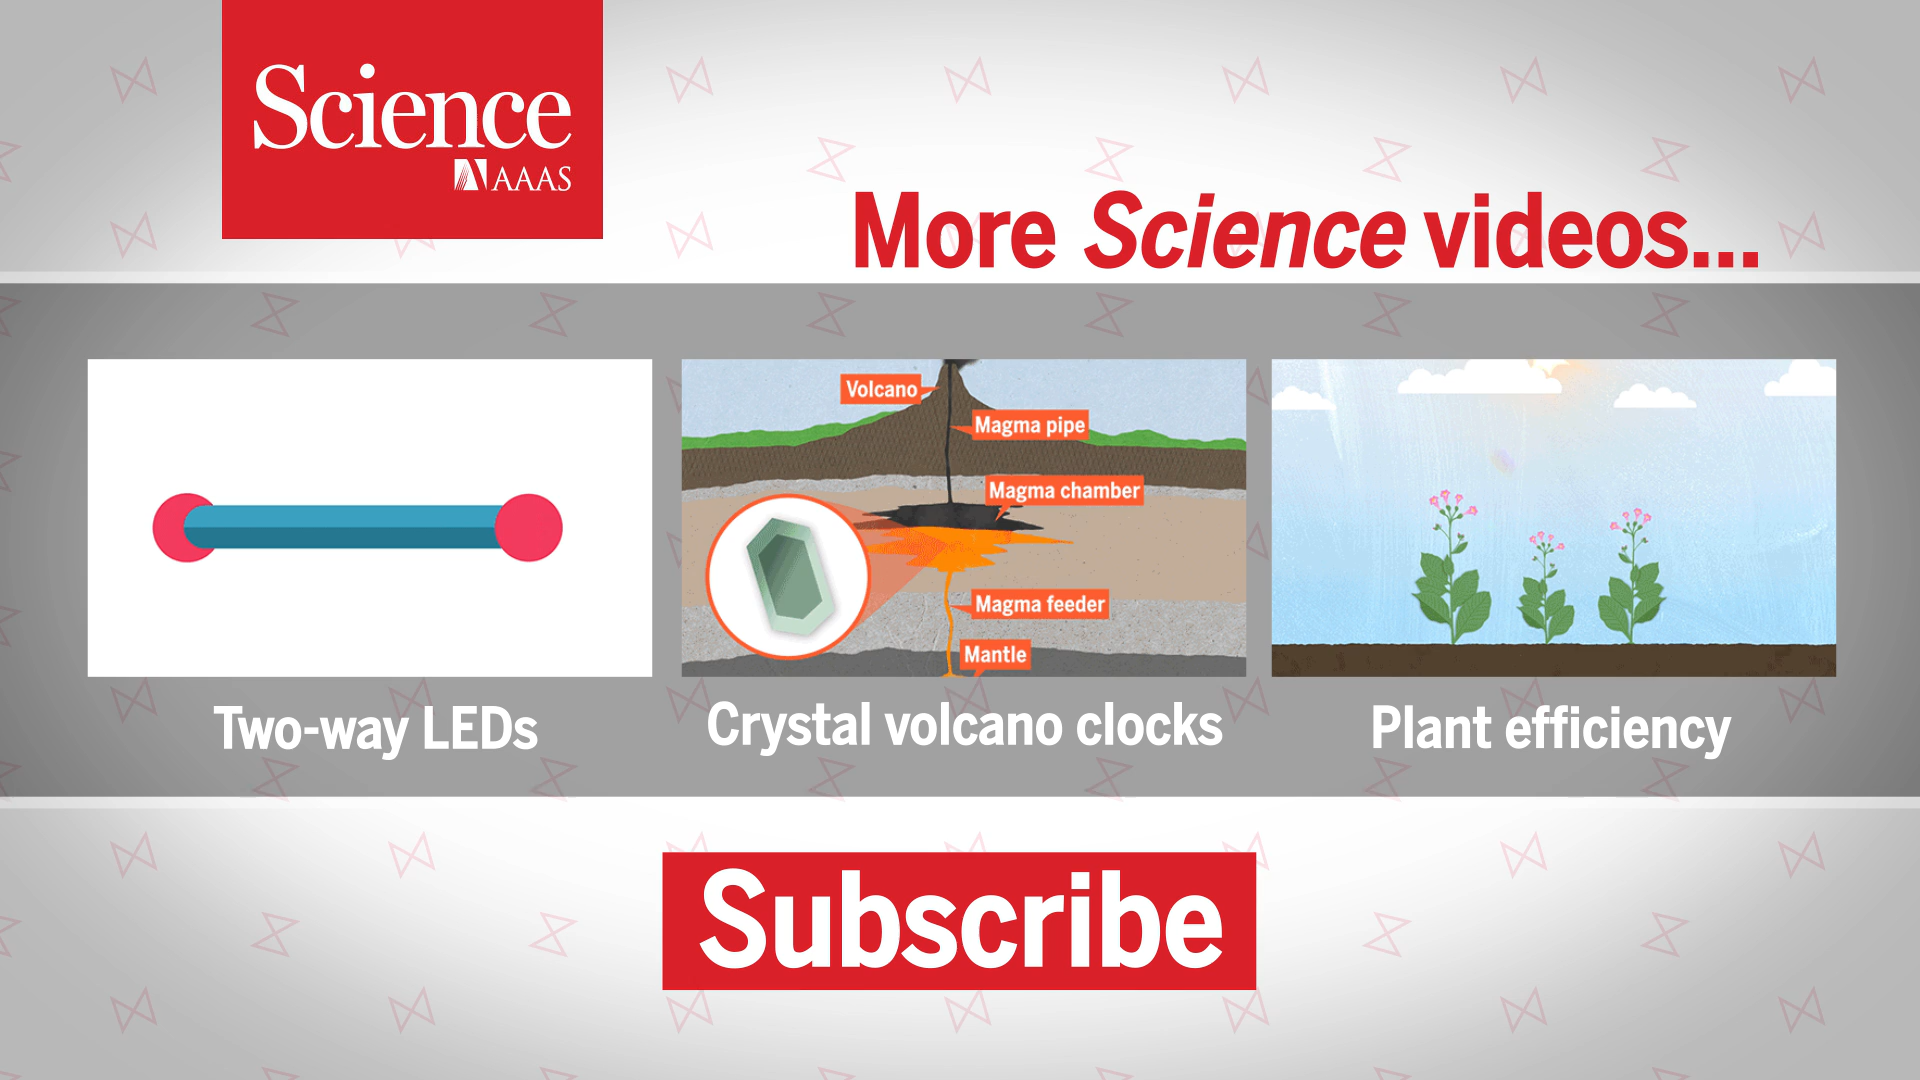 Science
AAAS
More Science videos...
Volcano
Magma pipe
Magma chamber
Magma feeder
Mantle
Two-way LEDs
Crystal volcano clocks
Plant efficiency
Subscribe